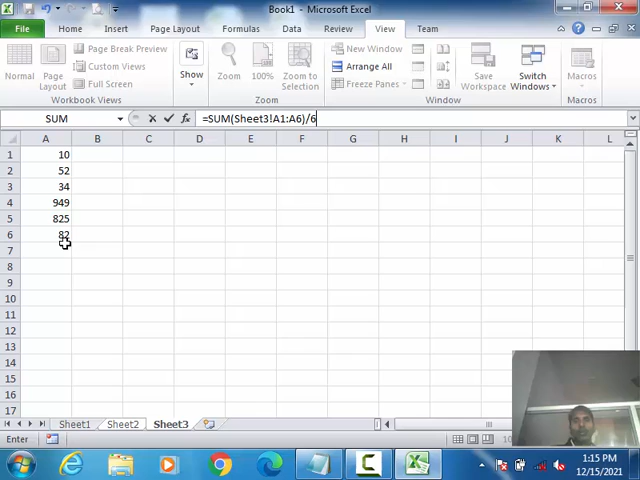 Book1 - Microsoft Excel
File Home Insert Page Layout Formulas Data Review View Team
Normal Page Layout Page Break Preview Custom Views Full Screen Show Zoom 100% Zoom to Selection New Window Arrange All Freeze Panes Save Workspace Switch Windows Macros
Workbook Views Zoom Window Macros
SUM =SUM(Sheet3!A1:A6)/6
A B C D E F G H I J K L
1 10
2 52
3 34
4 949
5 825
6 82
7
8
9
10
11
12
13
14
15
16
17
Sheet1 Sheet2 Sheet3
Enter
1:15 PM
12/15/2021